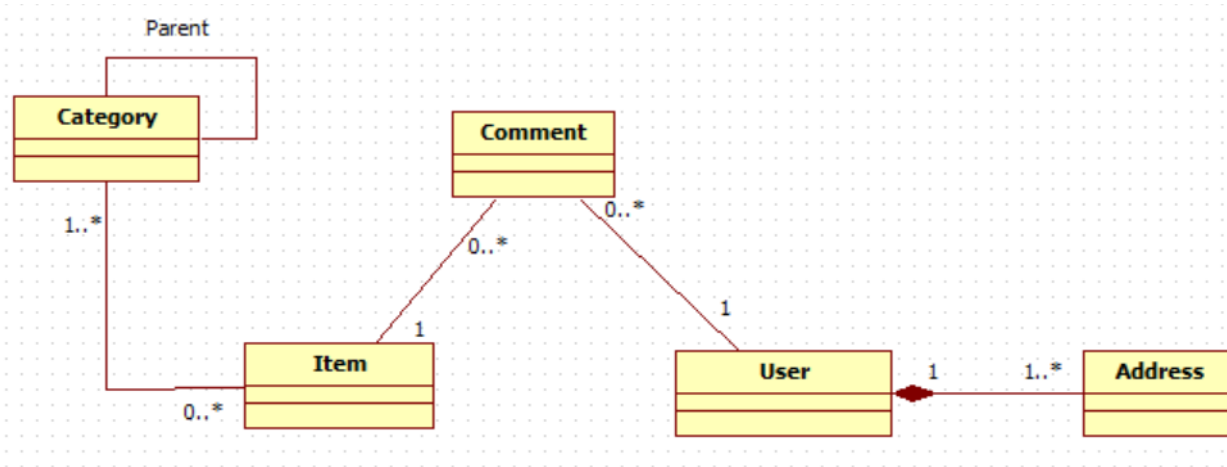 Parent
Category
Comment
1..*
0..*
0..*
1
1
Item
User
1
1..*
Address
0..*